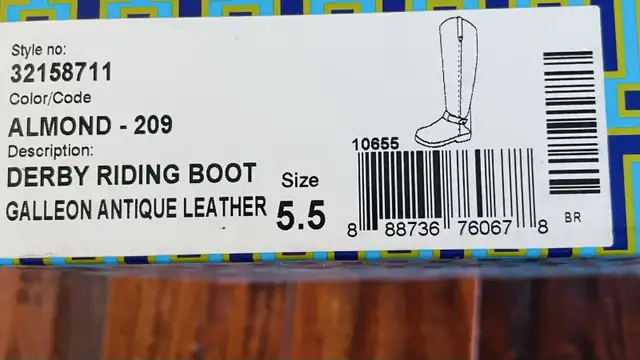 Style no:
32158711
Color/Code
ALMOND - 209
Description:
DERBY RIDING BOOT
GALLEON ANTIQUE LEATHER
Size
5.5
10655
8 88736 76067 8
BR